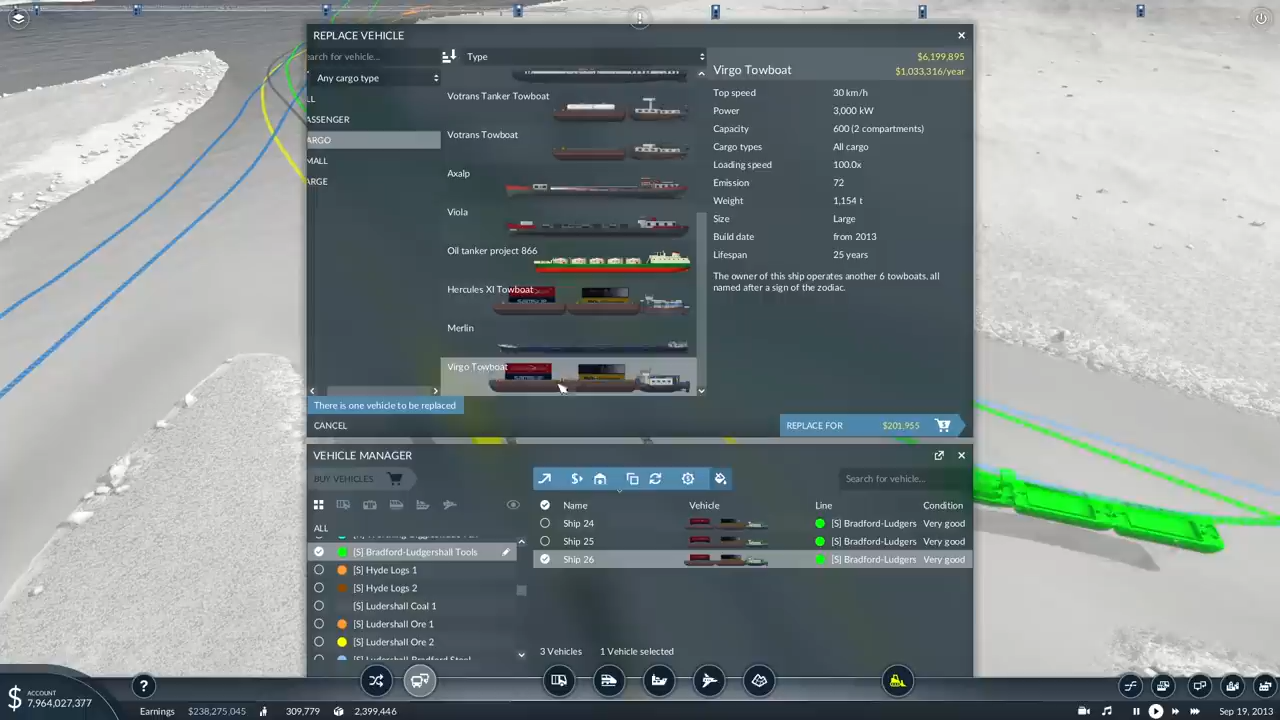 REPLACE VEHICLE
earch for vehicle...
Type
Any cargo type
LL
ASSENGER
ARGO
MALL
ARGE
Votrans Tanker Towboat
Votrans Towboat
Axalp
Viola
Oil tanker project 866
Hercules XI Towboat
Merlin
Virgo Towboat
$6,199,895
Virgo Towboat
$1,033,316/year
Top speed 30 km/h
Power 3,000 kW
Capacity 600 (2 compartments)
Cargo types All cargo
Loading speed 100.0x
Emission 72
Weight 1,154 t
Size Large
Build date from 2013
Lifespan 25 years
The owner of this ship operates another 6 towboats, all
named after a sign of the zodiac.
There is one vehicle to be replaced
CANCEL
REPLACE FOR $201,955
VEHICLE MANAGER
BUY VEHICLES
Search for vehicle...
ALL
[S] Bradford-Ludgershall Tools
[S] Hyde Logs 1
[S] Hyde Logs 2
[S] Ludershall Coal 1
[S] Ludershall Ore 1
[S] Ludershall Ore 2
[S] Ludershall-Bradford Steel
Name Vehicle Line Condition
Ship 24 [S] Bradford-Ludgers Very good
Ship 25 [S] Bradford-Ludgers Very good
Ship 26 [S] Bradford-Ludgers Very good
3 Vehicles 1 Vehicle selected
$ ACCOUNT
7,964,027,377
?
Earnings $238,275,045 309,779 2,399,446
Sep 19, 2013